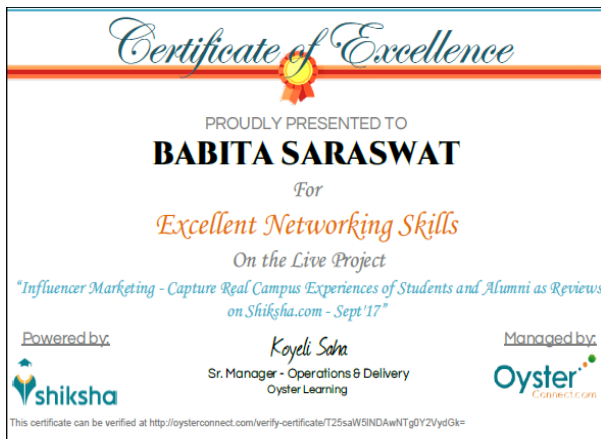 Certificate of Excellence
PROUDLY PRESENTED TO
BABITA SARASWAT
For
Excellent Networking Skills
On the Live Project
"Influencer Marketing - Capture Real Campus Experiences of Students and Alumni as Reviews
on Shiksha.com - Sept'17"
Powered by:
shiksha
Koyeli Saha
Sr. Manager - Operations & Delivery
Oyster Learning
Managed by:
Oyster
Connect.com
This certificate can be verified at http://oysterconnect.com/verify-certificate/T25saW5lNDAwNTg0Y2VydGk=